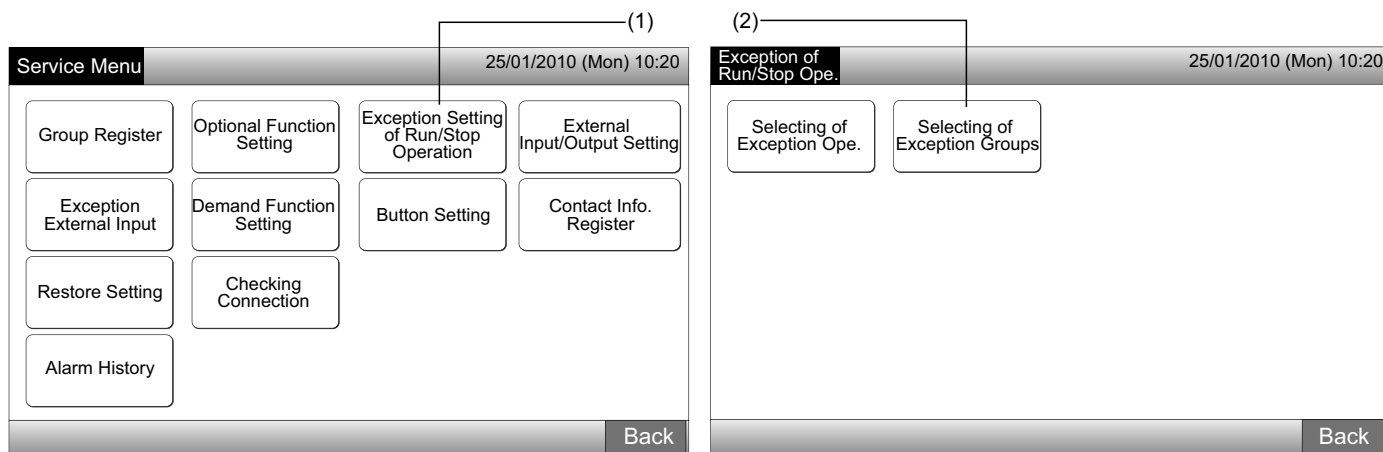 (1)
(2)
Service Menu
25/01/2010 (Mon) 10:20
Group Register
Optional Function
Setting
Exception Setting
of Run/Stop
Operation
External
Input/Output Setting
Exception
External Input
Demand Function
Setting
Button Setting
Contact Info.
Register
Restore Setting
Checking
Connection
Alarm History
Back
Exception of
Run/Stop Ope.
25/01/2010 (Mon) 10:20
Selecting of
Exception Ope.
Selecting of
Exception Groups
Back